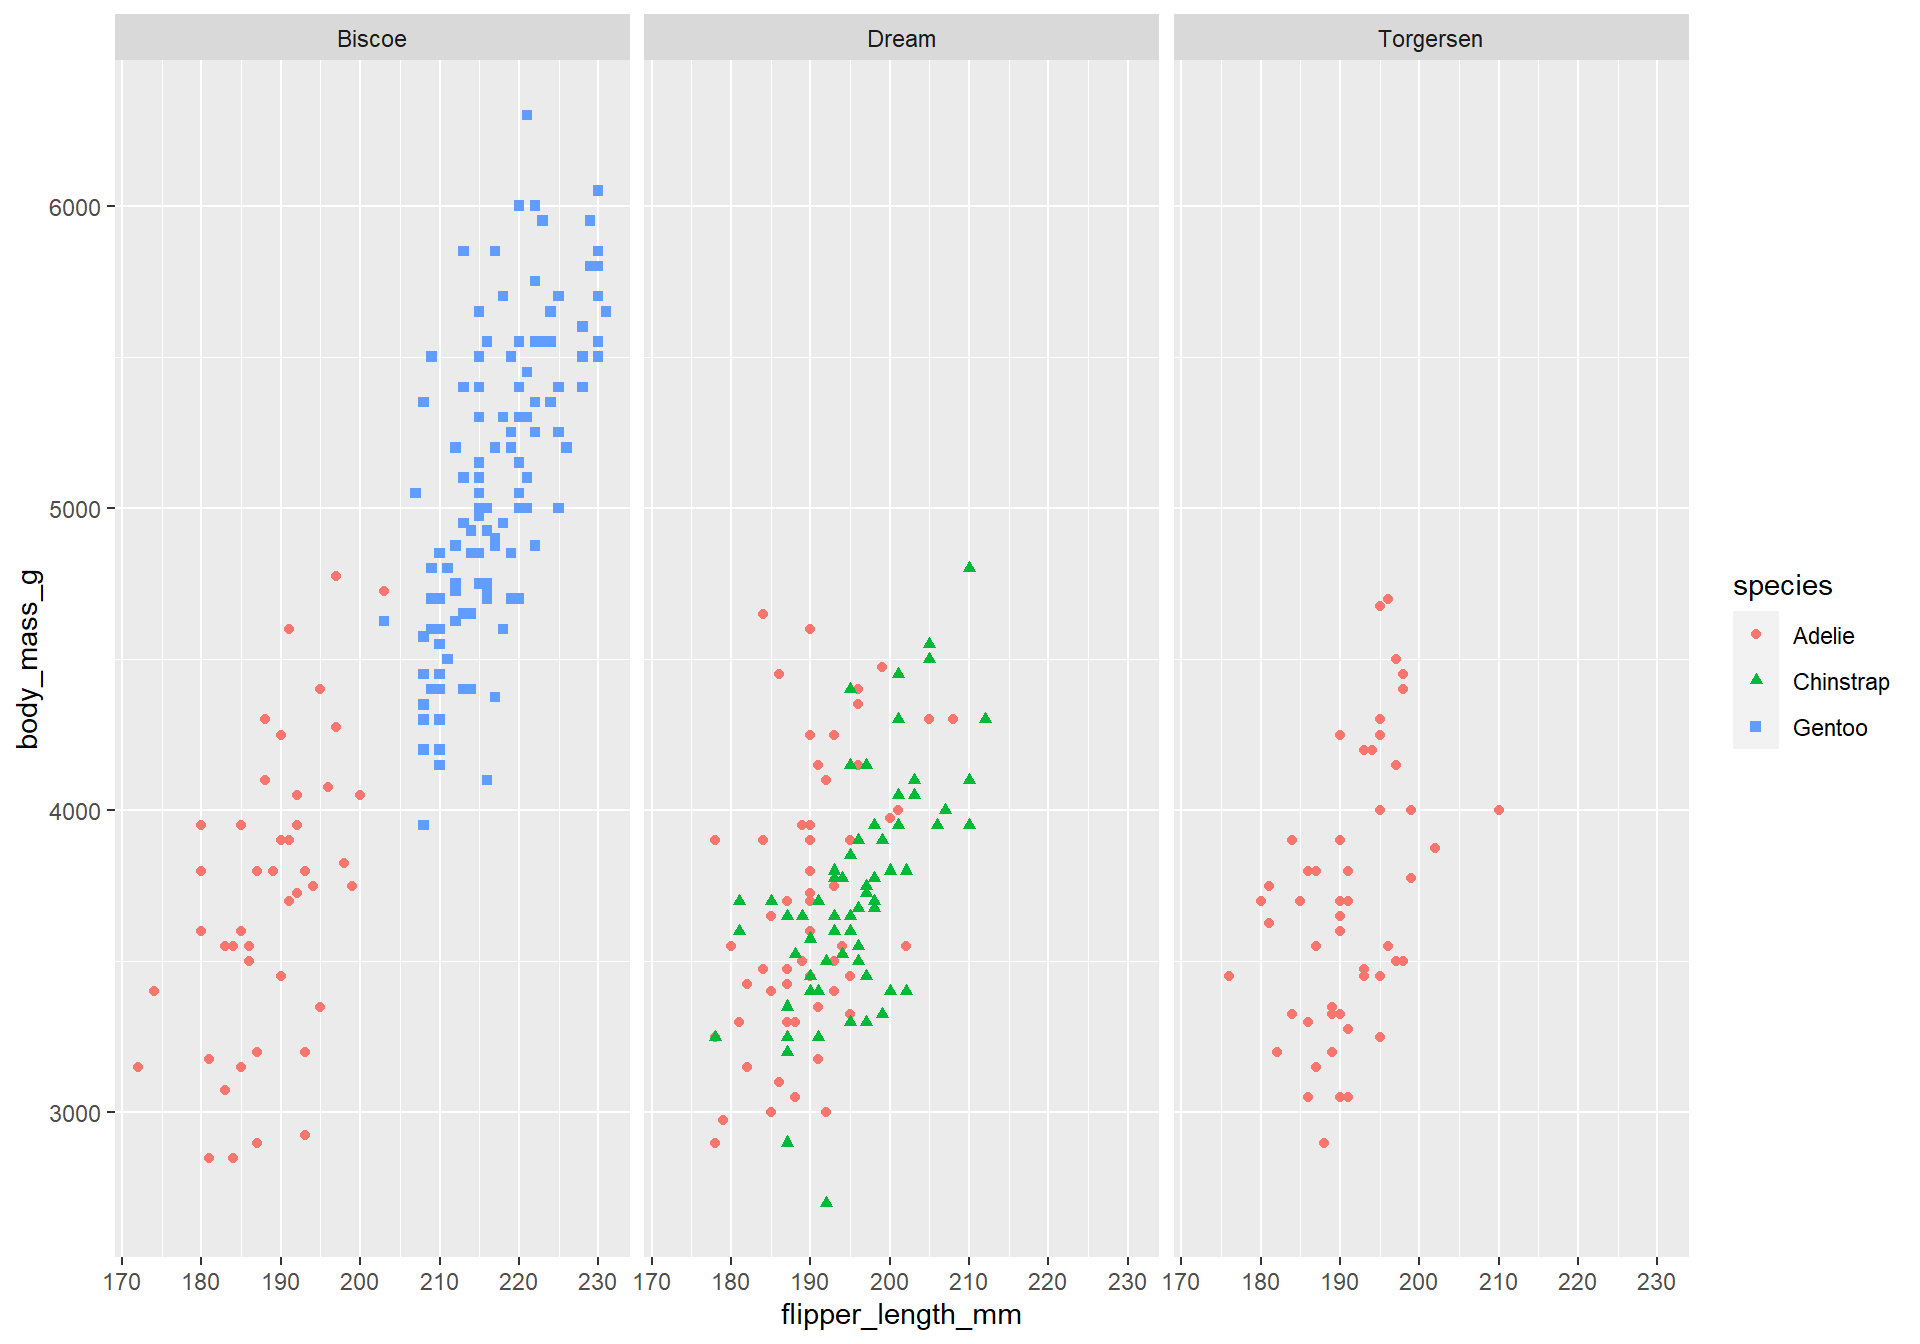 Biscoe
Dream
Torgersen
6000
5000
4000
3000
body_mass_g
170 180 190 200 210 220 230
170 180 190 200 210 220 230
170 180 190 200 210 220 230
flipper_length_mm
species
Adelie
Chinstrap
Gentoo